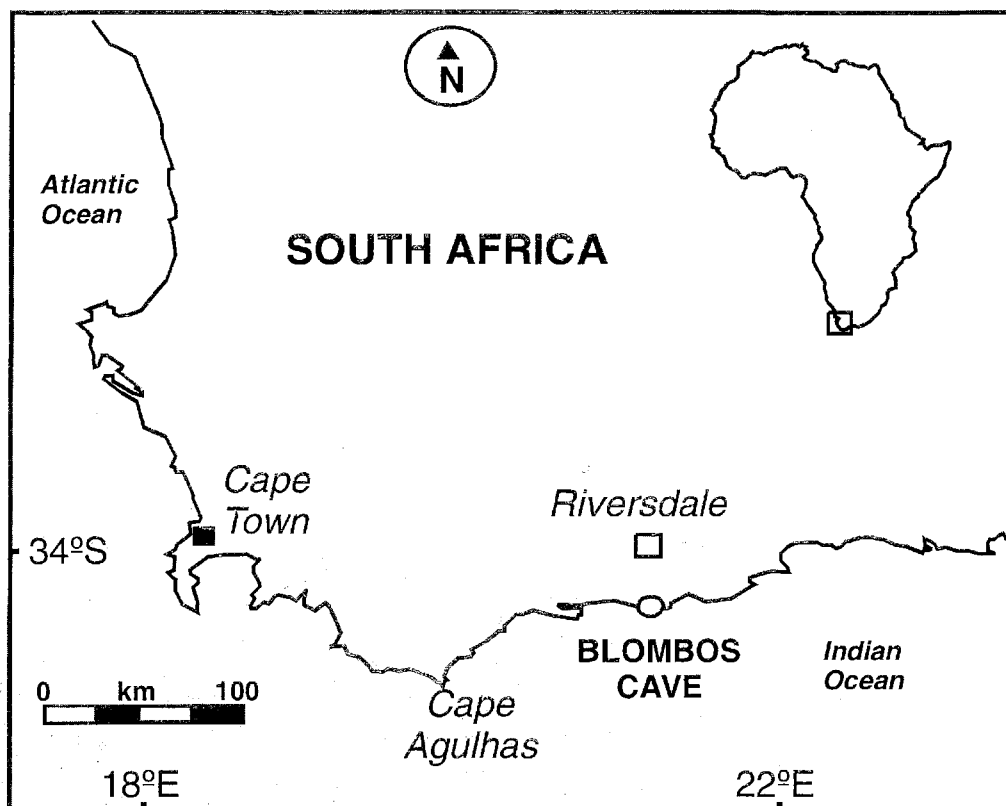 N
Atlantic
Ocean
SOUTH AFRICA
Cape
Town
Riversdale
34ºS
BLOMBOS
CAVE
Indian
Ocean
0 km 100
Cape
Agulhas
18ºE
22ºE